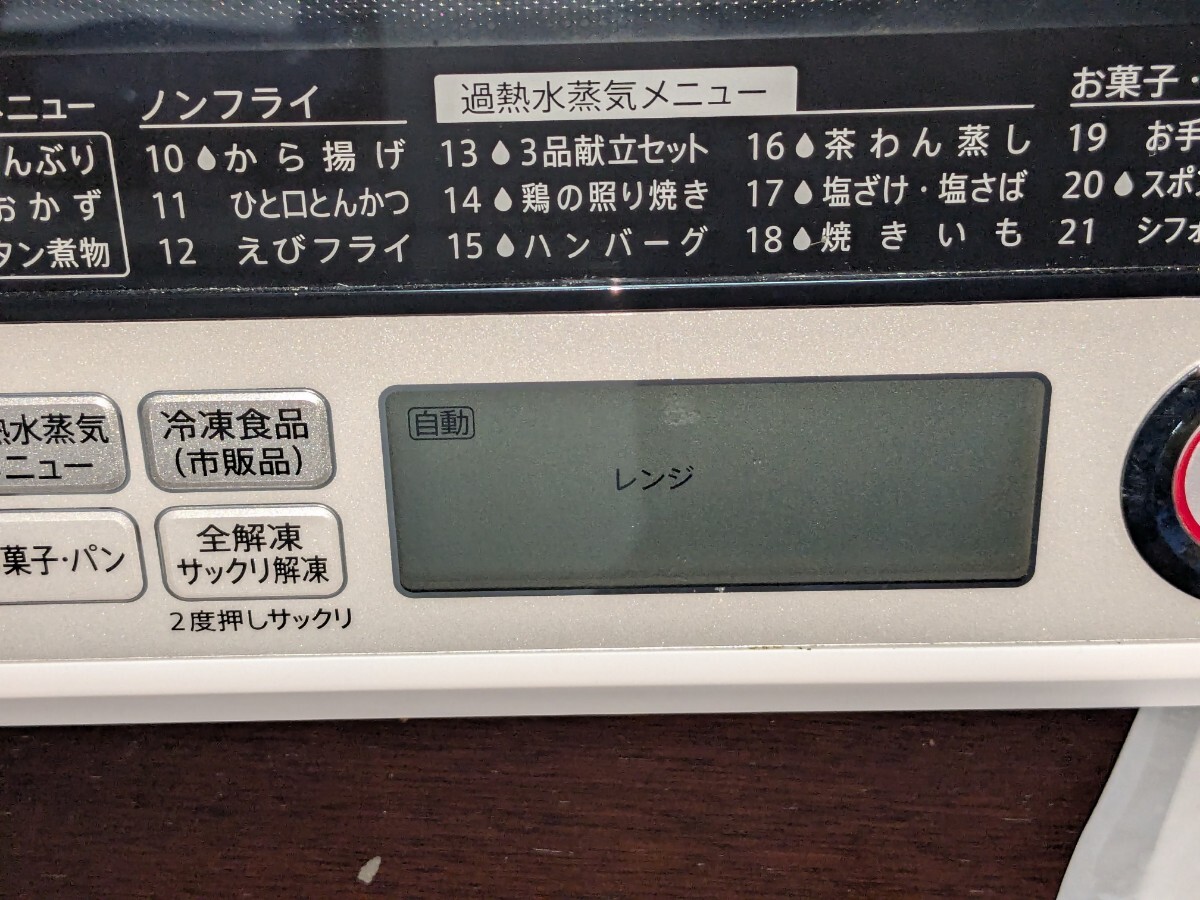 ニュー
んぶり
おかず
タン煮物
ノンフライ
10 から揚げ
11 ひと口とんかつ
12 えびフライ
過熱水蒸気メニュー
13 3品献立セット
14 鶏の照り焼き
15 ハンバーグ
16 茶わん蒸し
17 塩ざけ・塩さば
18 焼きいも
お菓子・
19 お手
20 スポ
21 シフォ
熱水蒸気
ニュー
冷凍食品
(市販品)
菓子・パン
全解凍
サックリ解凍
2度押しサックリ
自動
レンジ